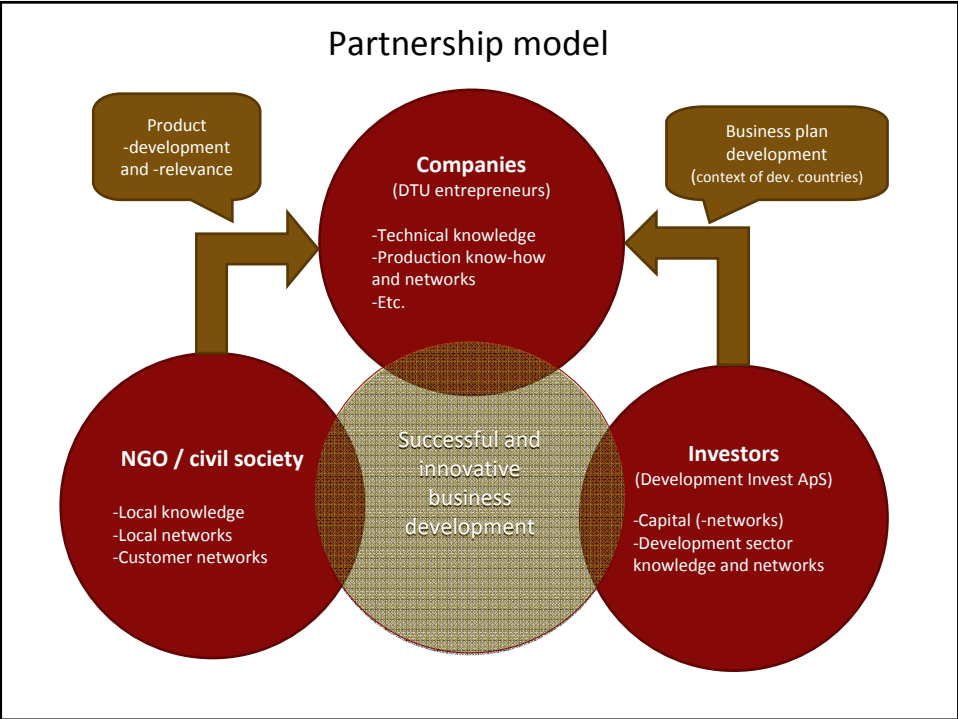 Partnership model
Product
-development
and -relevance
Business plan
development
(context of dev. countries)
Companies
(DTU entrepreneurs)
-Technical knowledge
-Production know-how
and networks
-Etc.
NGO / civil society
-Local knowledge
-Local networks
-Customer networks
Successful and
innovative
business
development
Investors
(Development Invest ApS)
-Capital (-networks)
-Development sector
knowledge and networks